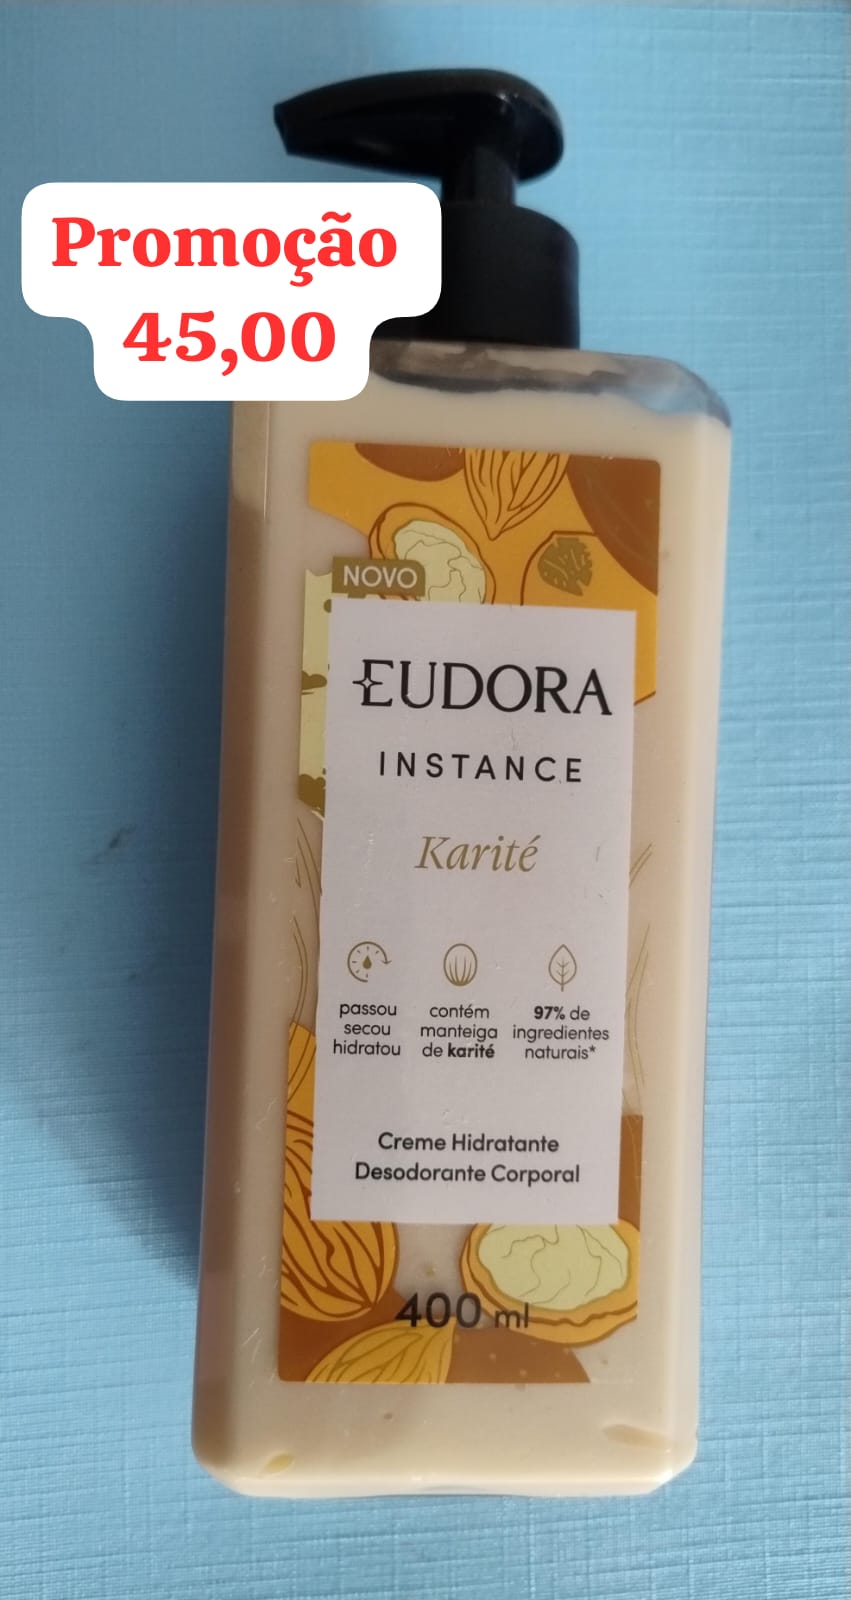 Promoção
45,00
NOVO
EUDORA
INSTANCE
Karité
passou
secou
hidratou
contém
manteiga
de karité
97% de
ingredientes
naturais*
Creme Hidratante
Desodorante Corporal
400 ml